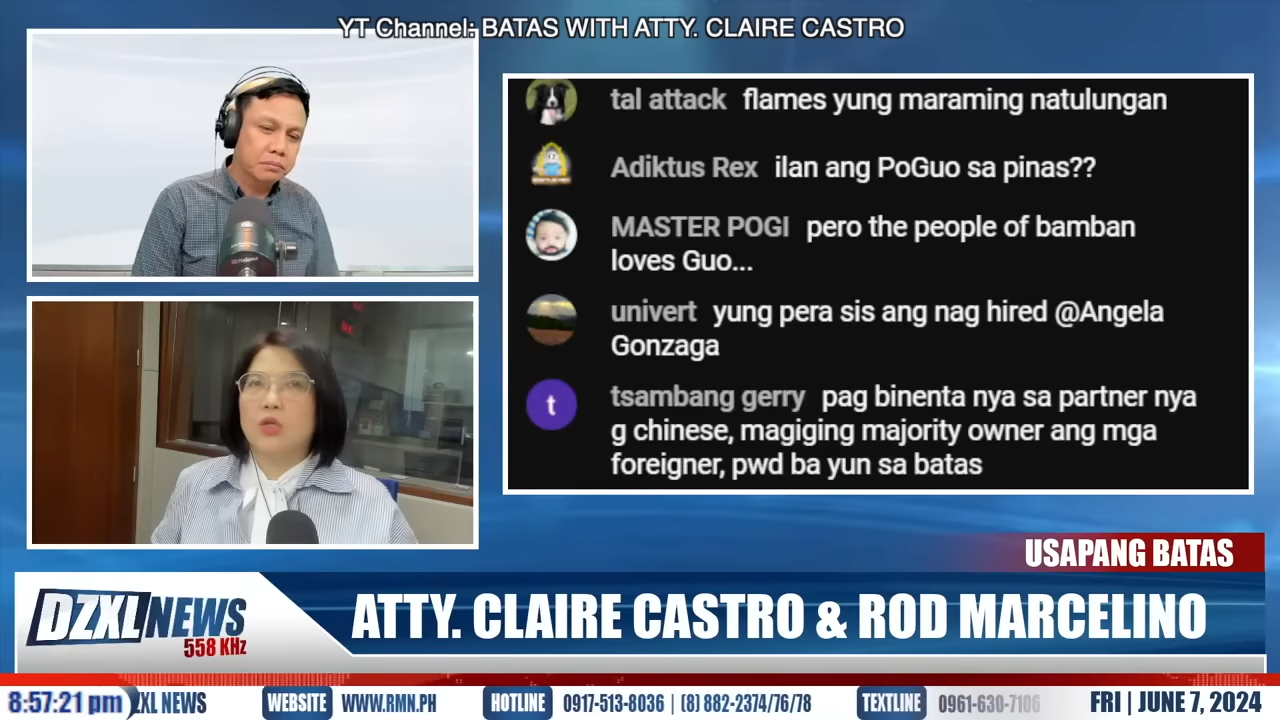 YT Channel: BATAS WITH ATTY. CLAIRE CASTRO
tal attack flames yung maraming natulungan
Adiktus Rex ilan ang PoGuo sa pinas??
MASTER POGI pero the people of bamban
loves Guo...
univert yung pera sis ang nag hired @Angela
Gonzaga
t
tsambang gerry pag binenta nya sa partner nya
g chinese, magiging majority owner ang mga
foreigner, pwd ba yun sa batas
USAPANG BATAS
DZXL NEWS
558 KHz
ATTY. CLAIRE CASTRO & ROD MARCELINO
8:57:21 pm ZXL NEWS WEBSITE WWW.RMN.PH HOTLINE 0917-513-8036 | (8) 882-2374/76/78 TEXTLINE 0961-630-7106 FRI | JUNE 7, 2024